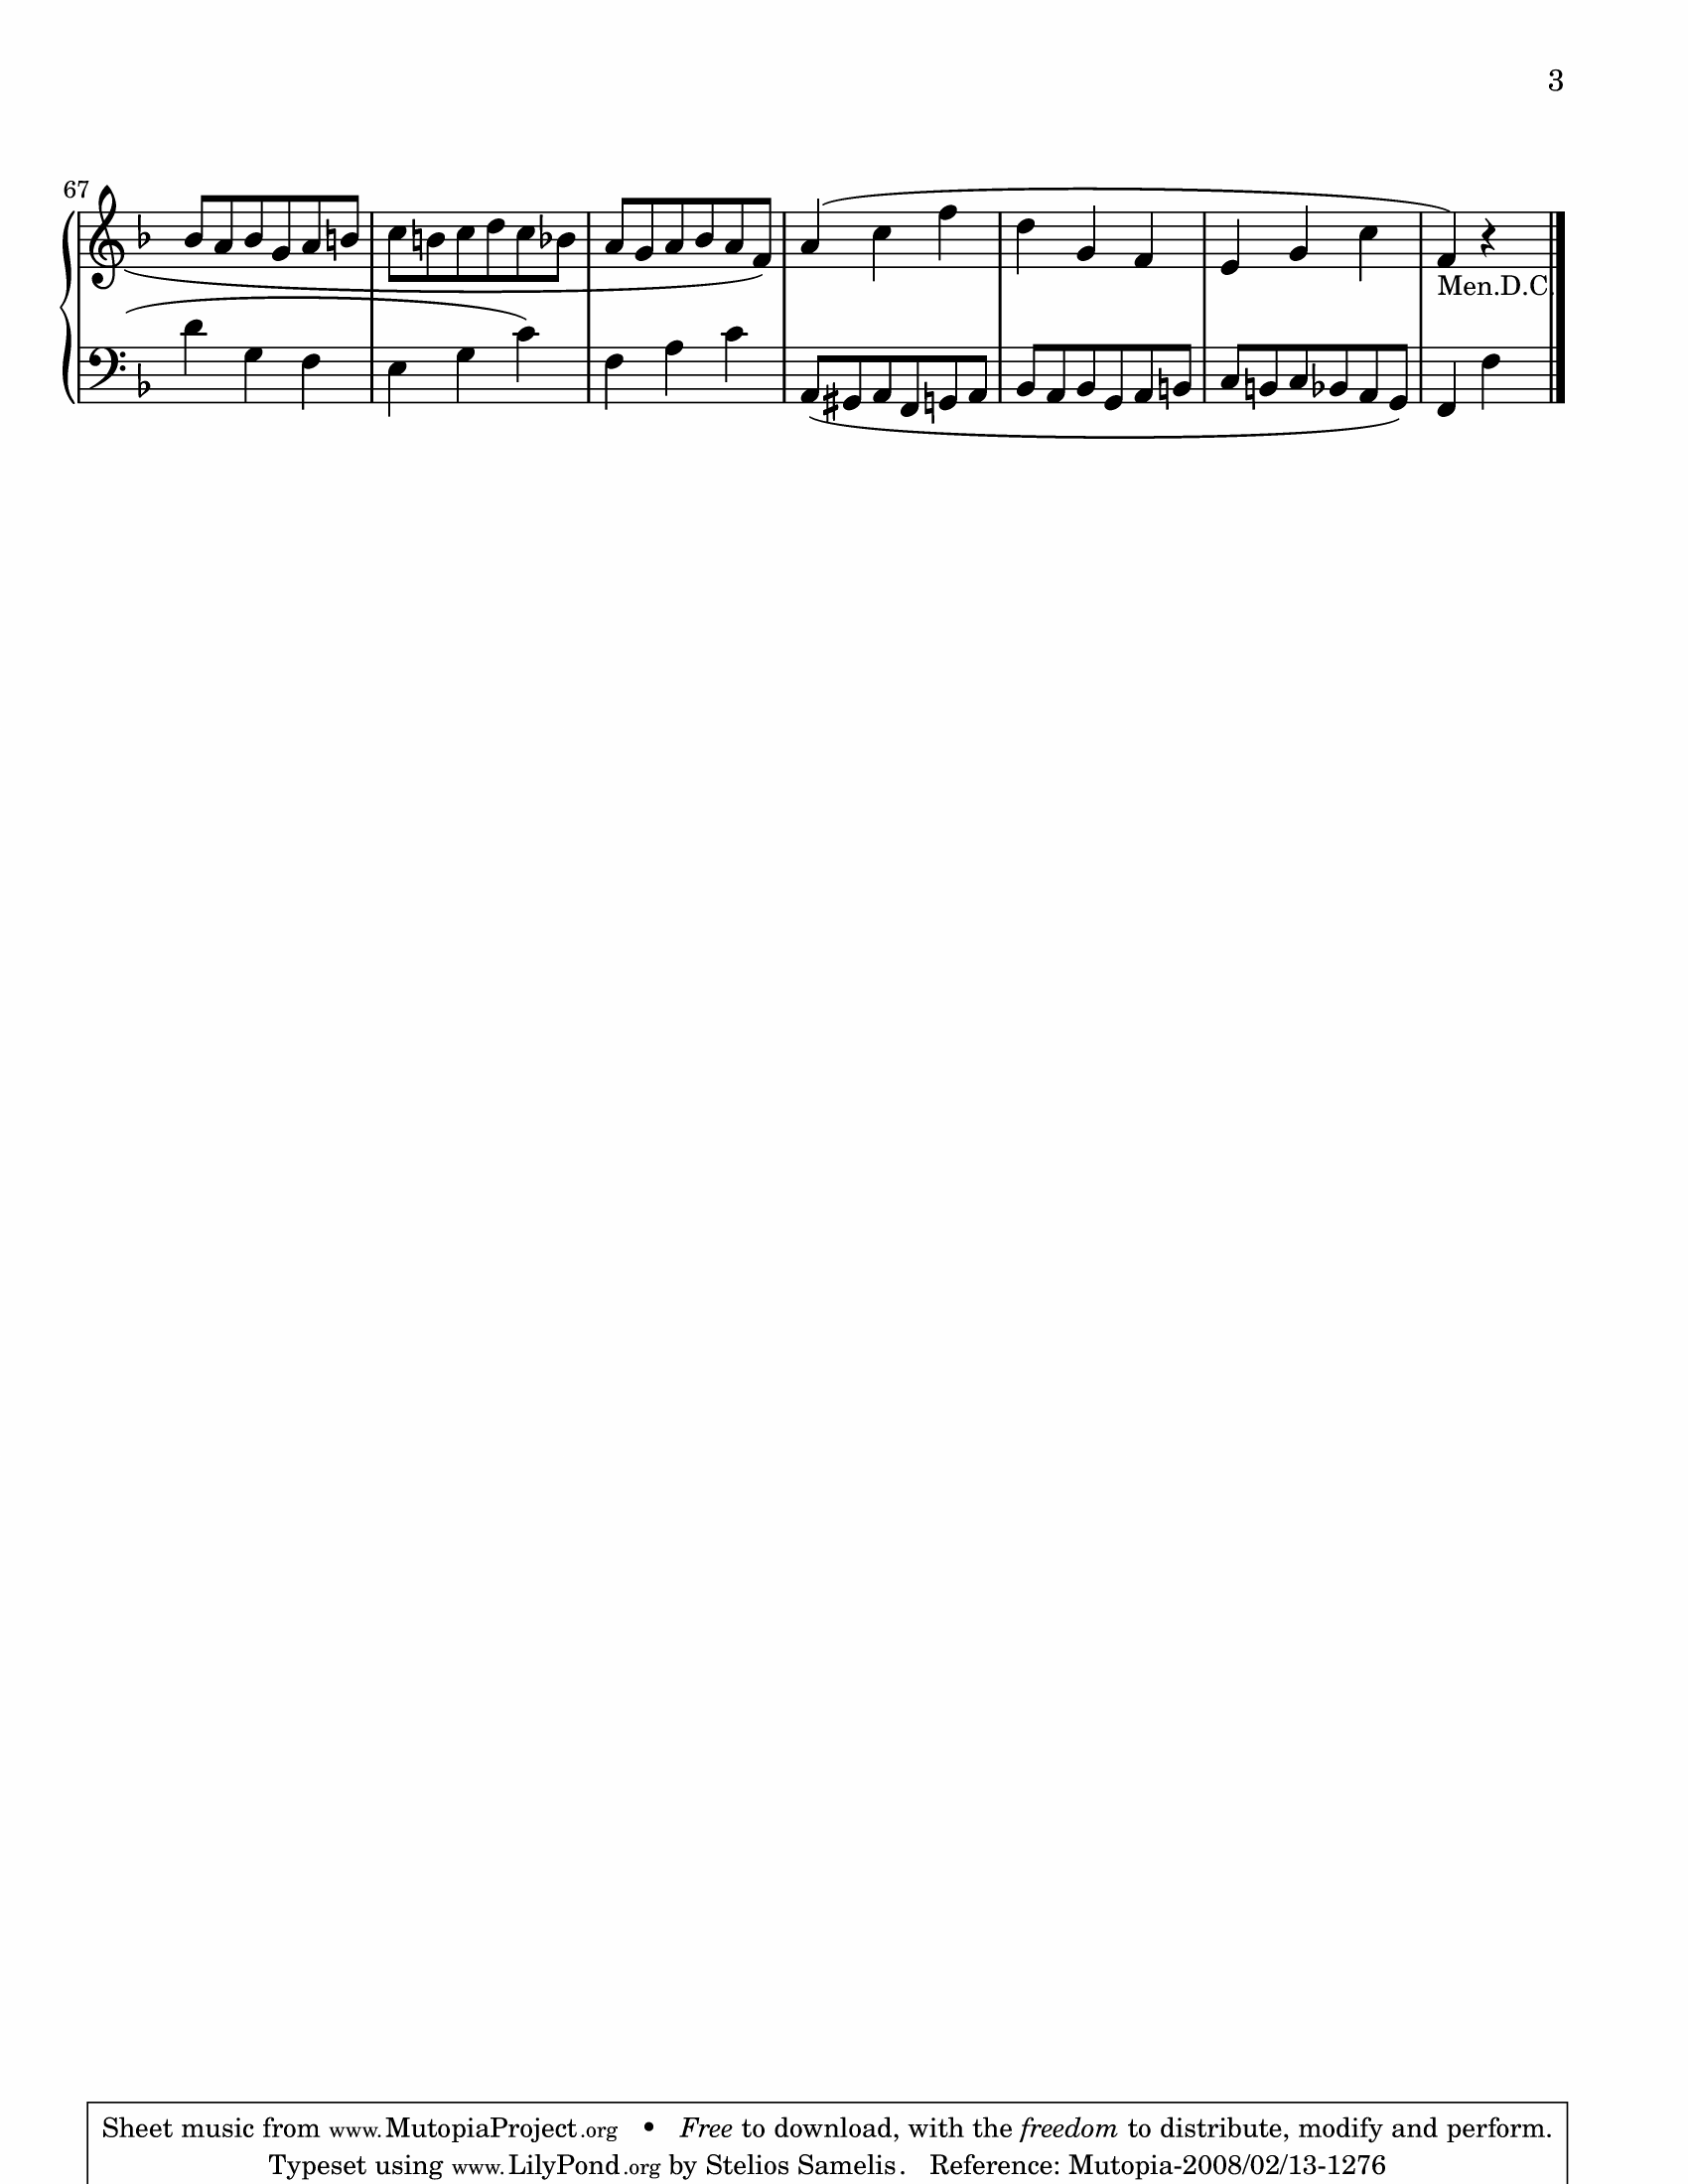 3
67
Men.D.C.
Sheet music from www.MutopiaProject.org • Free to download, with the freedom to distribute, modify and perform.
Typeset using www.LilyPond.org by Stelios Samelis. Reference: Mutopia-2008/02/13-1276